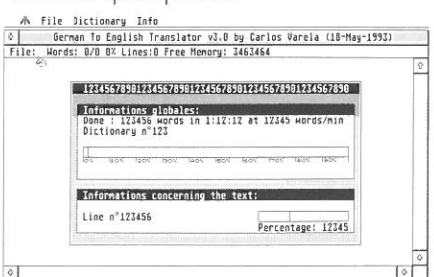 File Dictionary Info
German To English Translator v3.0 by Carlos Varela (18-May-1993)
File: Words: 0/0 0% Lines:0 Free Memory: 3463464
12345678901234567890123456789012345678901234567890
Informations globales:
Done : 123456 words in 1:12:12 at 12345 words/min
Dictionary n°123
Informations concerning the text:
Line n°123456
Percentage: 12345